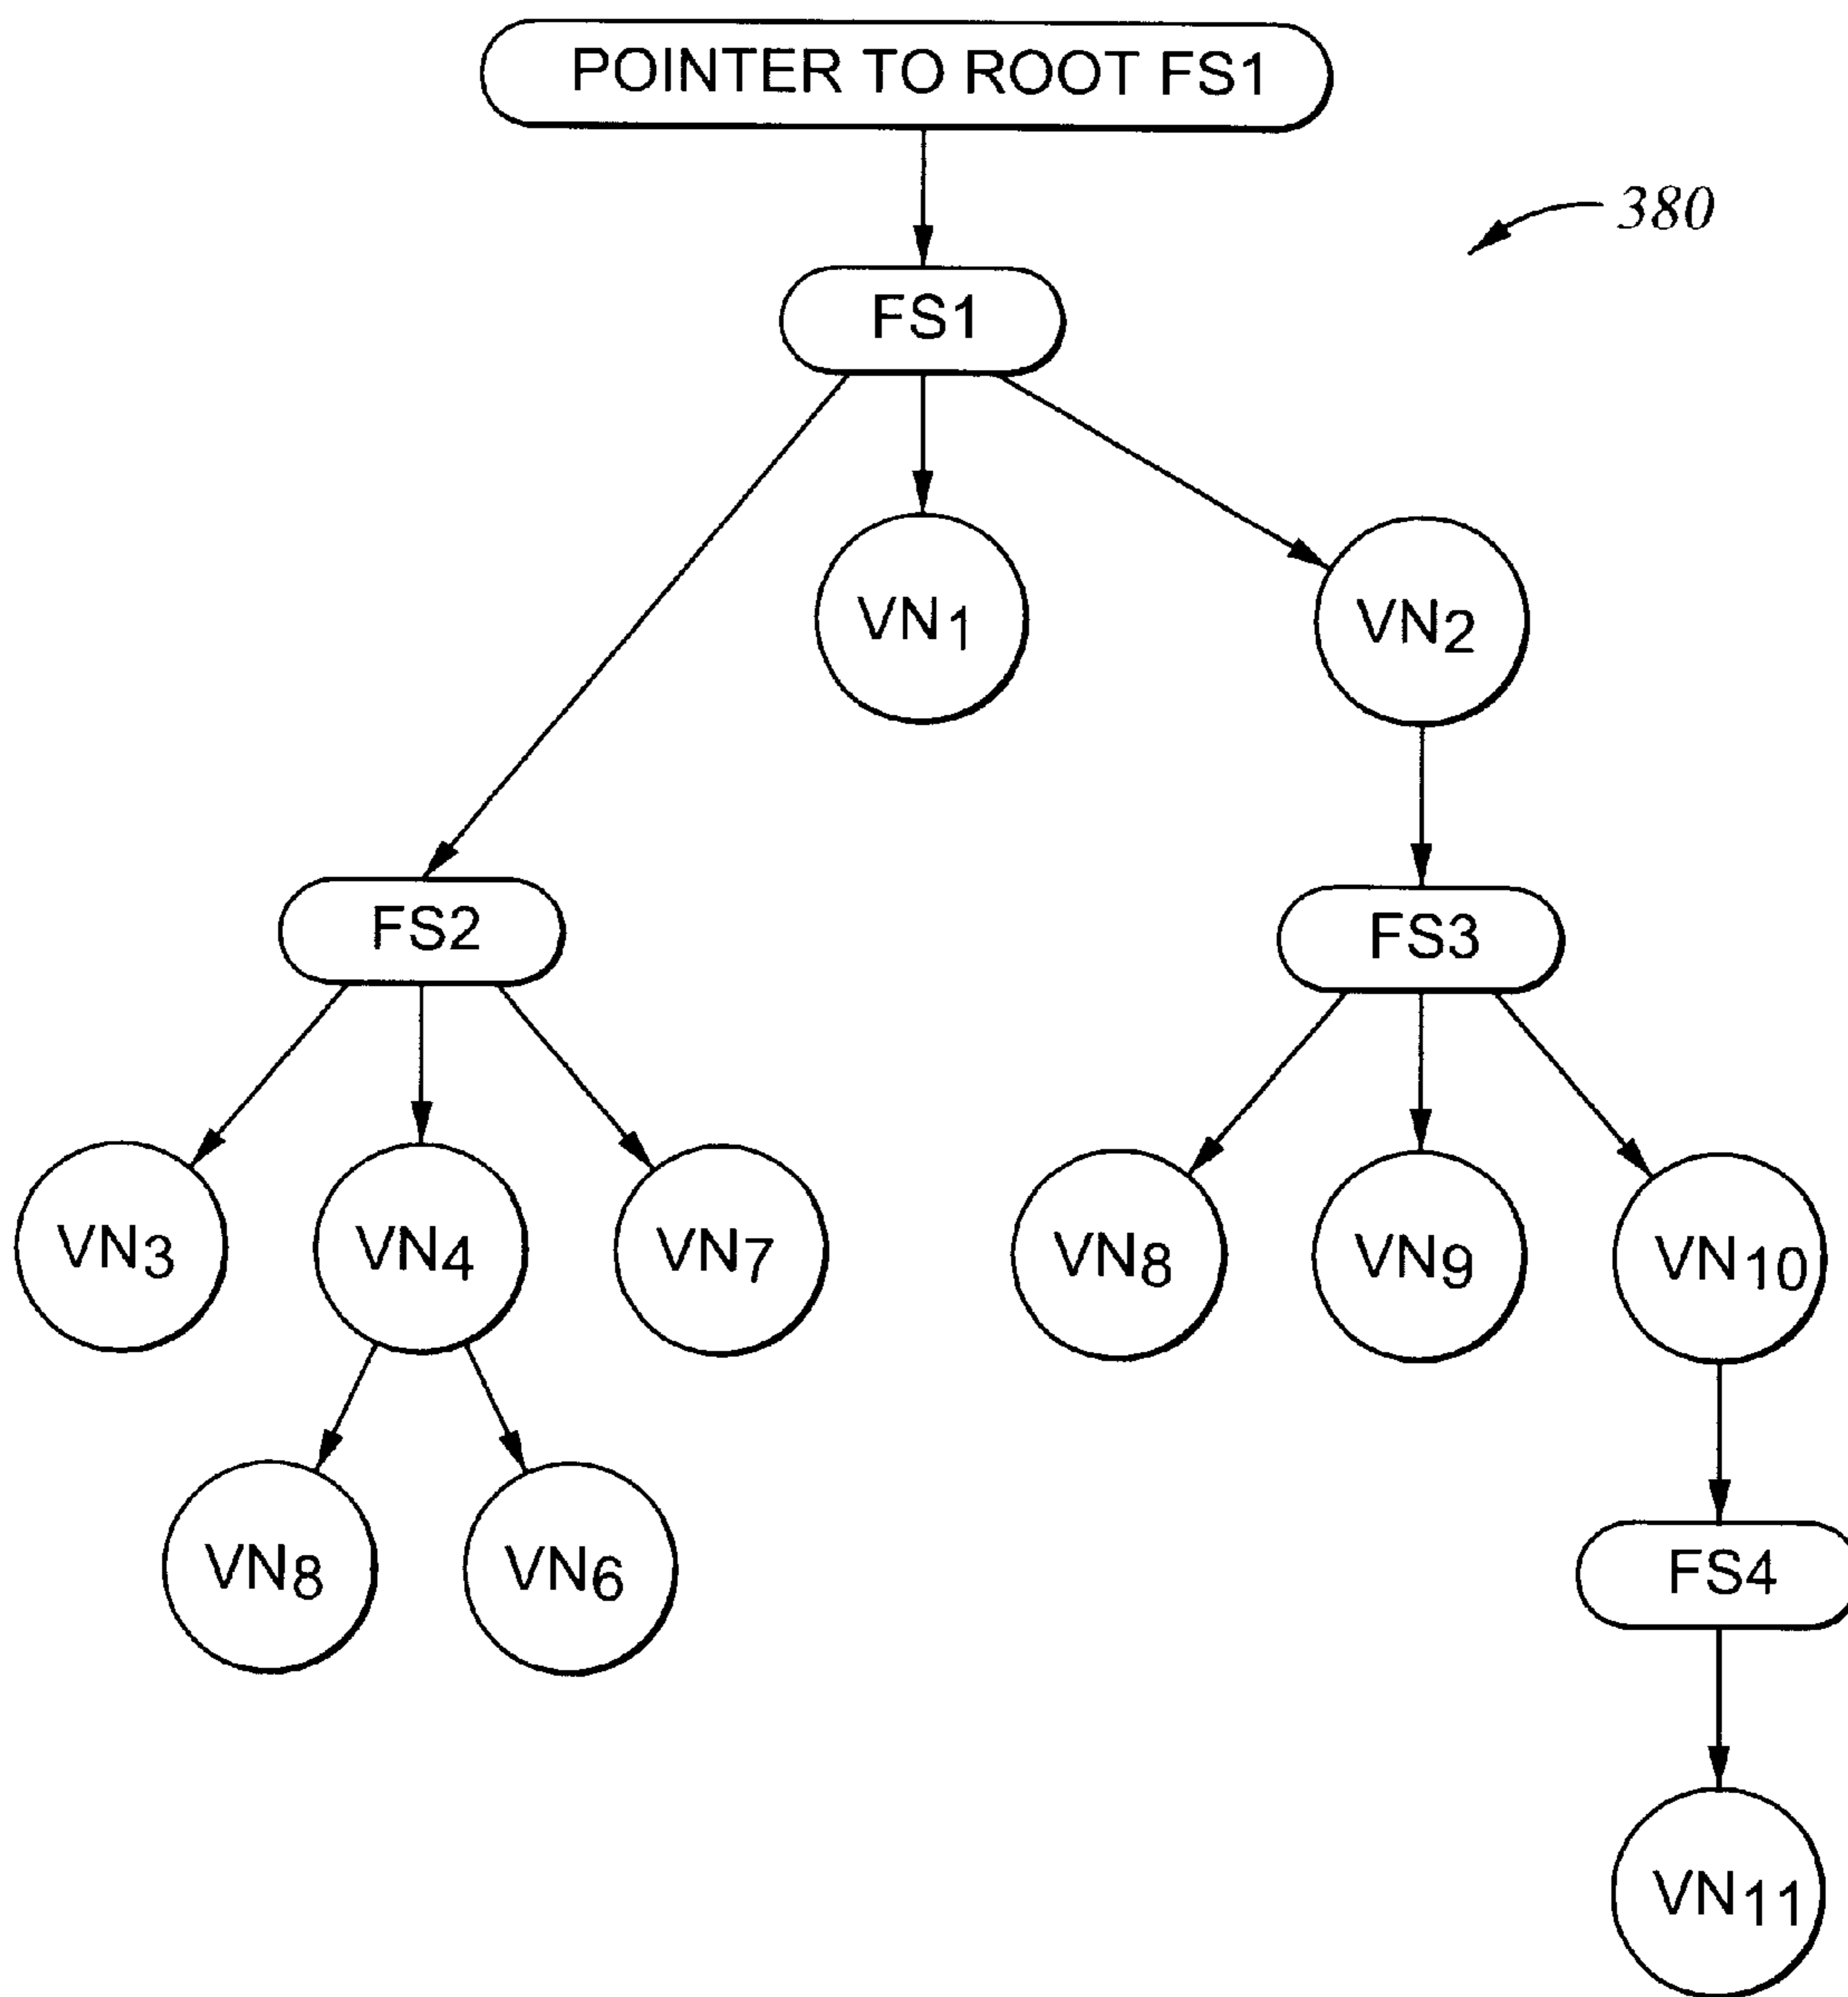 POINTER TO ROOT FS1
380
FS1
VN1
VN2
FS2
FS3
VN3
VN4
VN7
VN8
VN9
VN10
VN8
VN6
FS4
VN11